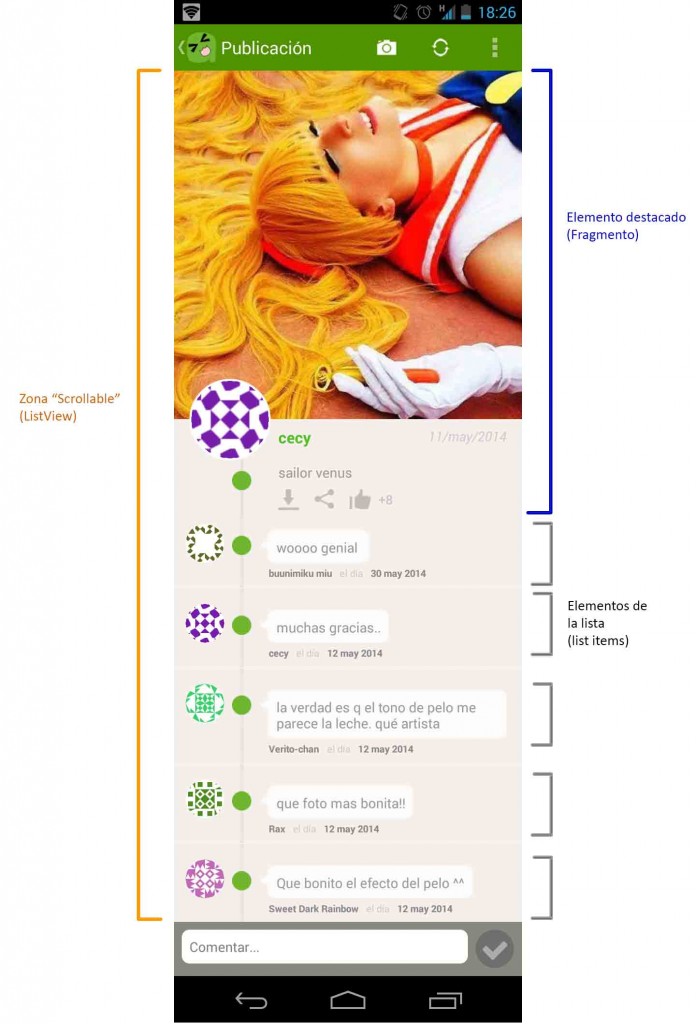 H 18:26
Publicación
Elemento destacado
(Fragmento)
Zona “Scrollable”
(ListView)
cecy 11/may/2014
sailor venus
+8
woooo genial
buunimiku miu el día 30 may 2014
Elementos de
la lista
(list items)
muchas gracias..
cecy el día 12 may 2014
la verdad es q el tono de pelo me
parece la leche. qué artista
Verito-chan el día 12 may 2014
que foto mas bonita!!
Rax el día 12 may 2014
Que bonito el efecto del pelo ^^
Sweet Dark Rainbow el día 12 may 2014
Comentar...